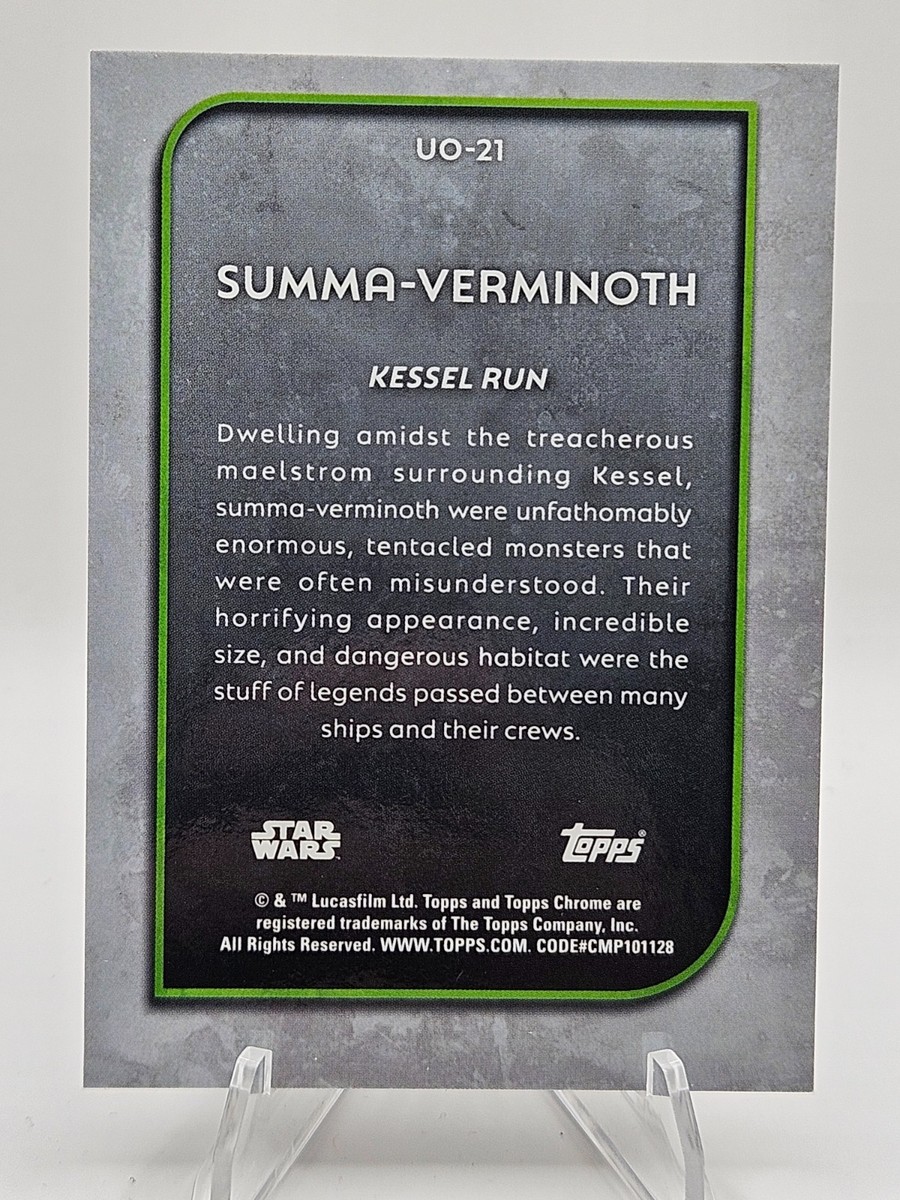 UO-21
SUMMA-VERMINOTH
KESSEL RUN
Dwelling amidst the treacherous
maelstrom surrounding Kessel,
summa-verminoth were unfathomably
enormous, tentacled monsters that
were often misunderstood. Their
horrifying appearance, incredible
size, and dangerous habitat were the
stuff of legends passed between many
ships and their crews.
STAR
WARS™
topps®
© & ™ Lucasfilm Ltd. Topps and Topps Chrome are
registered trademarks of The Topps Company, Inc.
All Rights Reserved. WWW.TOPPS.COM. CODE#CMP101128